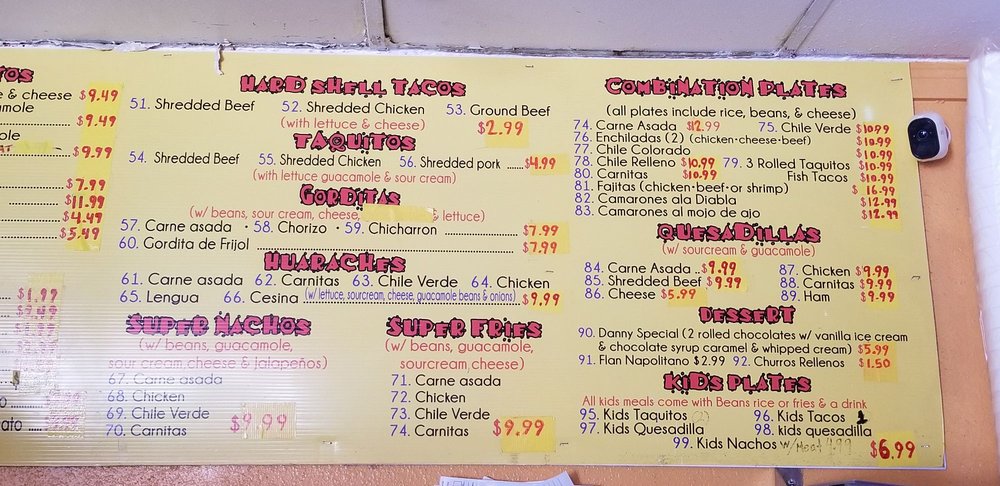 TOS
e & cheese $9.49
mole
$9.49
ole
$9.99
$7.99
$11.99
$4.49
$5.49
$1.99
ato
HARD SHELL TACOS
51. Shredded Beef 52. Shredded Chicken 53. Ground Beef
(with lettuce & cheese) $2.99
TAQUITOS
54. Shredded Beef 55. Shredded Chicken 56. Shredded pork ..... $4.99
(with lettuce guacamole & sour cream)
GORDITAS
(w/ beans, sour cream, cheese, & lettuce)
57. Carne asada · 58. Chorizo · 59. Chicharron ..... $7.99
60. Gordita de Frijol ..... $7.99
HUARACHES
61. Carne asada 62. Carnitas 63. Chile Verde 64. Chicken
65. Lengua 66. Cesina (w/ lettuce, sourcream, cheese, guacamole beans & onions) $9.99
SUPER NACHOS
(w/ beans, guacamole,
sour cream,cheese & jalapeños)
67. Carne asada
68. Chicken
69. Chile Verde
70. Carnitas $9.99
SUPER FRIES
(w/ beans, guacamole,
sourcream,cheese)
71. Carne asada
72. Chicken
73. Chile Verde
74. Carnitas $9.99
COMBINATION PLATES
(all plates include rice, beans, & cheese)
74. Carne Asada $12.99 75. Chile Verde $10.99
76. Enchiladas (2) (chicken·cheese·beef) $10.99
77. Chile Colorado $10.99
78. Chile Relleno $10.99 79. 3 Rolled Taquitos $10.99
80. Carnitas $10.99 Fish Tacos $10.99
81. Fajitas (chicken·beef·or shrimp) $16.99
82. Camarones ala Diabla $12.99
83. Camarones al mojo de ajo $12.99
QUESADILLAS
(w/ sourcream & guacamole)
84. Carne Asada .. $9.99 87. Chicken $9.99
85. Shredded Beef $9.99 88. Carnitas $9.99
86. Cheese $5.99 89. Ham $9.99
DESSERT
90. Danny Special (2 rolled chocolates w/ vanilla ice cream
& chocolate syrup caramel & whipped cream) $5.99
91. Flan Napolitano $2.99 92. Churros Rellenos $1.50
KIDS PLATES
All kids meals come with Beans rice or fries & a drink
95. Kids Taquitos 96. Kids Tacos
97. Kids Quesadilla 98. kids quesadilla
99. Kids Nachos w/Meat $6.99